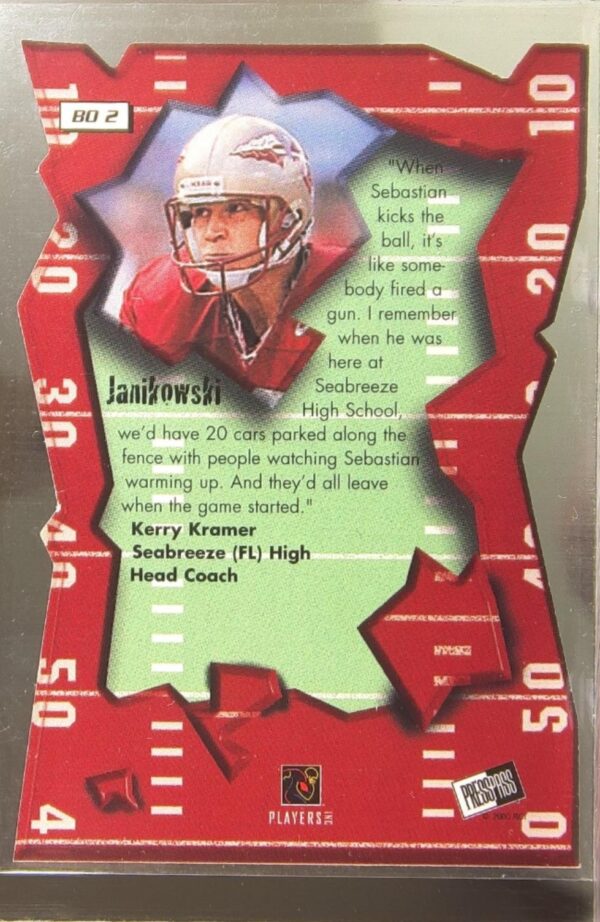 BO 2
"When
Sebastian
kicks the
ball, it's
like some-
body fired a
gun. I remember
when he was
here at
Seabreeze
High School,
Janikowski
we'd have 20 cars parked along the
fence with people watching Sebastian
warming up. And they'd all leave
when the game started."
Kerry Kramer
Seabreeze (FL) High
Head Coach
10
20
30
40
50
4
10
20
50
0
PLAYERS INC
PRESS PASS